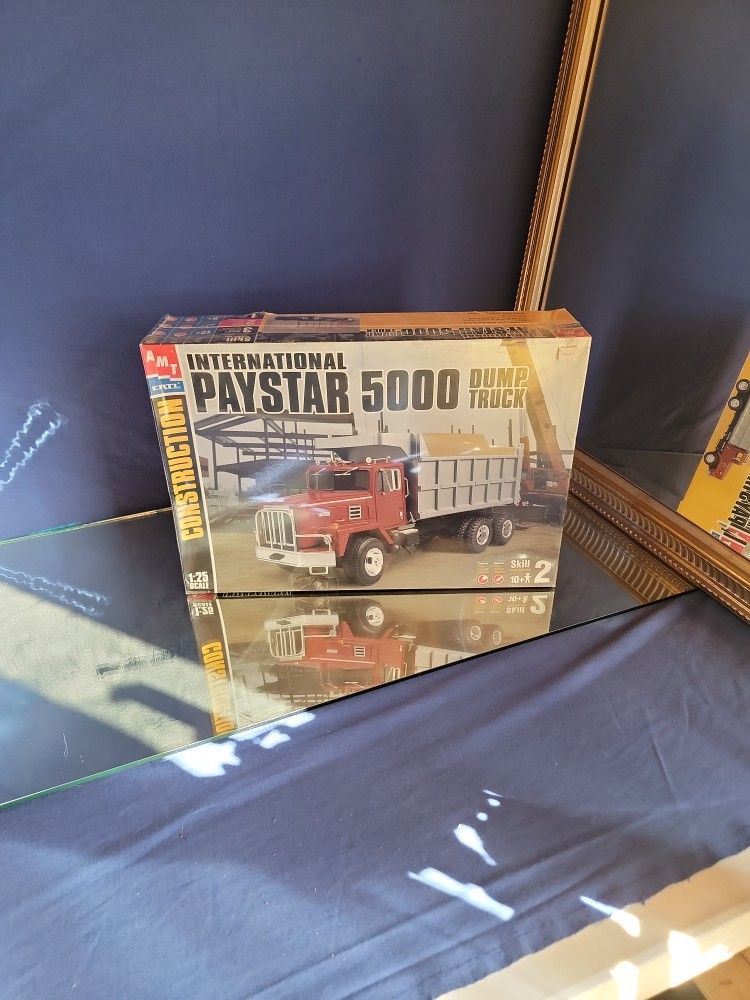 AMT
ERTL
CONSTRUCTION
INTERNATIONAL
PAYSTAR 5000 DUMP TRUCK
1:25
SCALE
Skill 2
10+